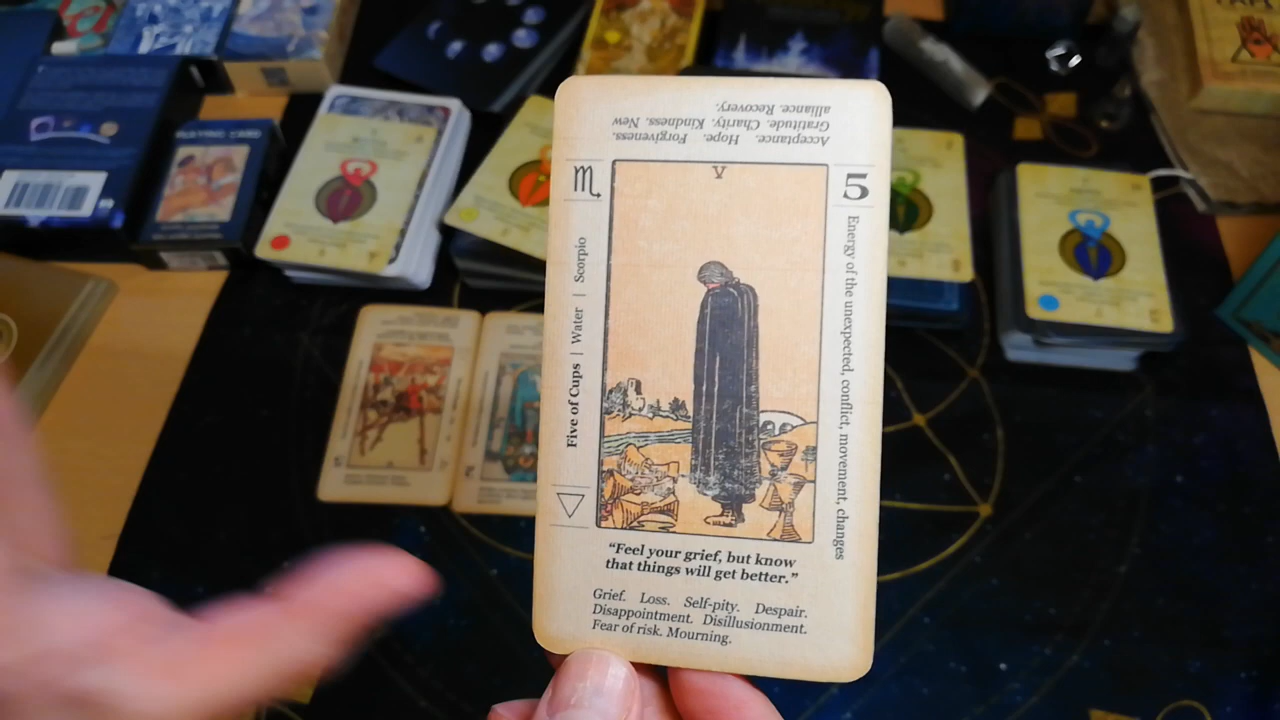 Acceptance. Hope. Forgiveness.
Gratitude. Charity. Kindness. New
alliance. Recovery.
V
5
Five of Cups | Water | Scorpio
Energy of the unexpected, conflict, movement, changes
“Feel your grief, but know
that things will get better.”
Grief. Loss. Self-pity. Despair.
Disappointment. Disillusionment.
Fear of risk. Mourning.
PLAYING CARD